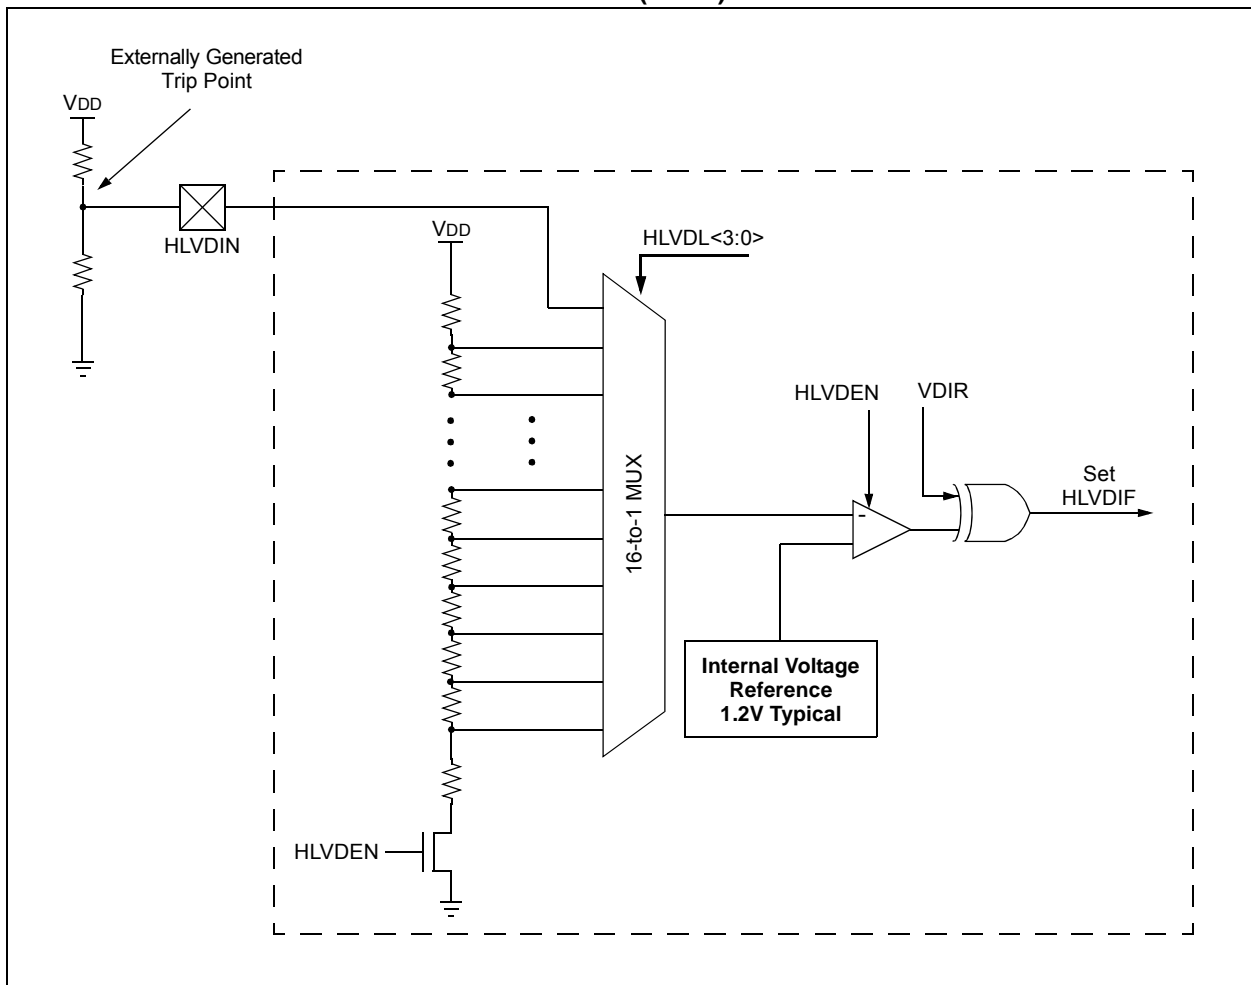 Externally Generated
Trip Point
VDD
HLVDIN
VDD
HLVDL<3:0>
16-to-1 MUX
HLVDEN
VDIR
Set
HLVDIF
-
Internal Voltage
Reference
1.2V Typical
HLVDEN